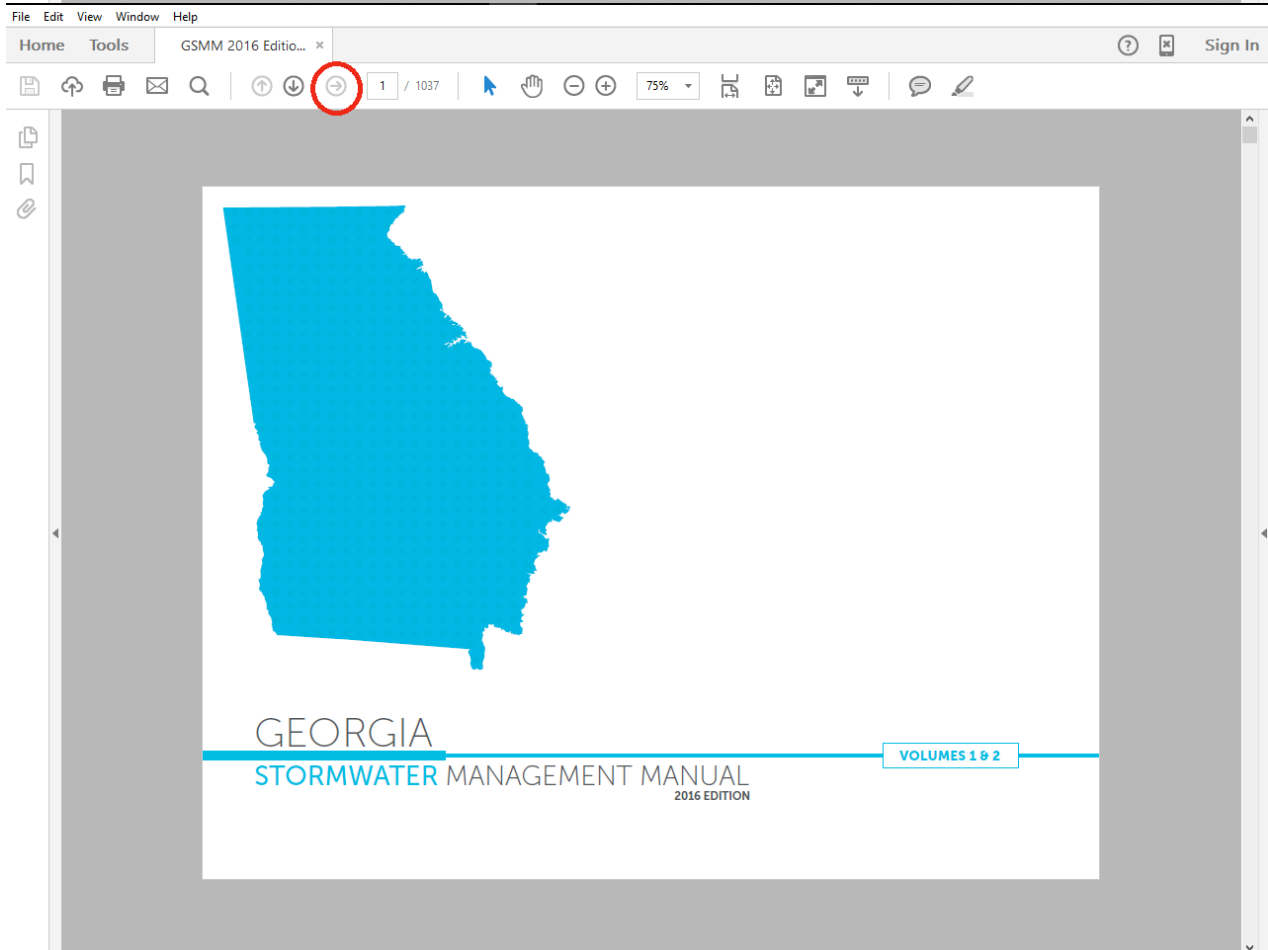 File Edit View Window Help
Home Tools GSMM 2016 Editio... × Sign In
1 / 1037 75%
GEORGIA
VOLUMES 1 & 2
STORMWATER MANAGEMENT MANUAL
2016 EDITION